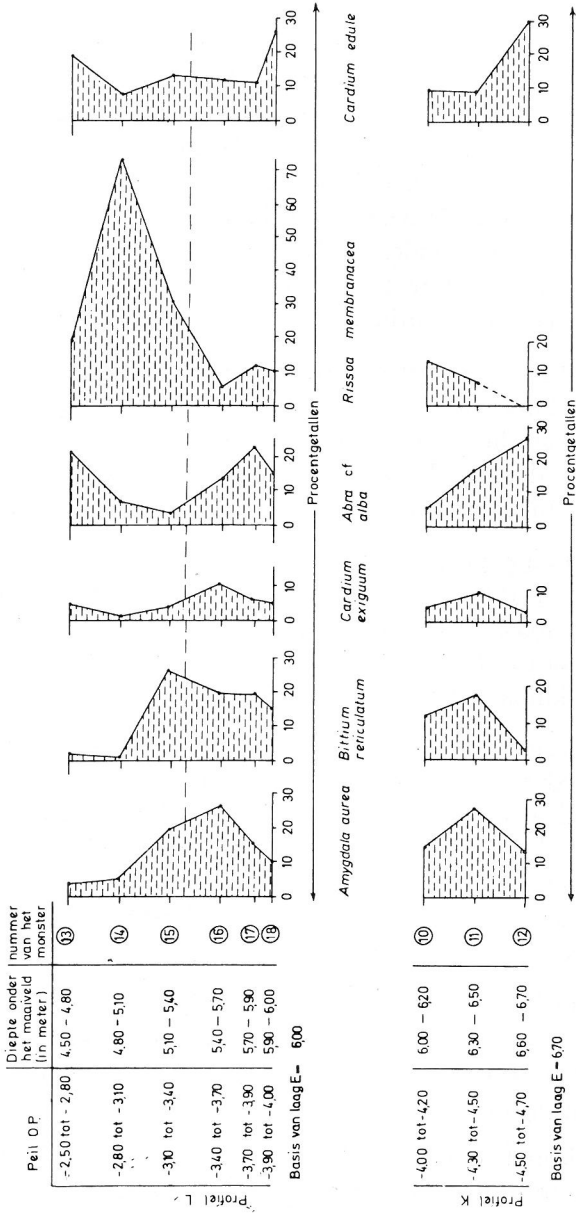 Peil O.P.
Diepte onder
het maaiveld
(in meter)
nummer
van het
monster
Profiel L
-2,50 tot - 2,80
4,50 - 4,80
13
-2,80 tot -3,10
4,80 - 5,10
14
-3,10 tot -3,40
5,10 - 5,40
15
-3,40 tot -3,70
5,40 - 5,70
16
-3,70 tot -3,90
5,70 - 5,90
17
-3,90 tot -4,00
5,90 - 6,00
18
Basis van laag E = 6,00
0 10 20 30
0 10 20 30
0 10
0 10 20 30
0 10 20 30 40 50 60 70
0 10 20 30
Procentgetallen
Amygdala aurea
Bittium
reticulatum
Cardium
exiguum
Abra cf
alba
Rissoa membranacea
Cardium edule
Profiel K
-4,00 tot -4,20
6,00 - 6,20
10
-4,30 tot -4,50
6,30 - 6,50
11
-4,50 tot -4,70
6,60 - 6,70
12
Basis van laag E = 6,70
0 10 20 30
0 10 20
0 10
0 10 20 30
0 10 20
0 10 20 30
Procentgetallen